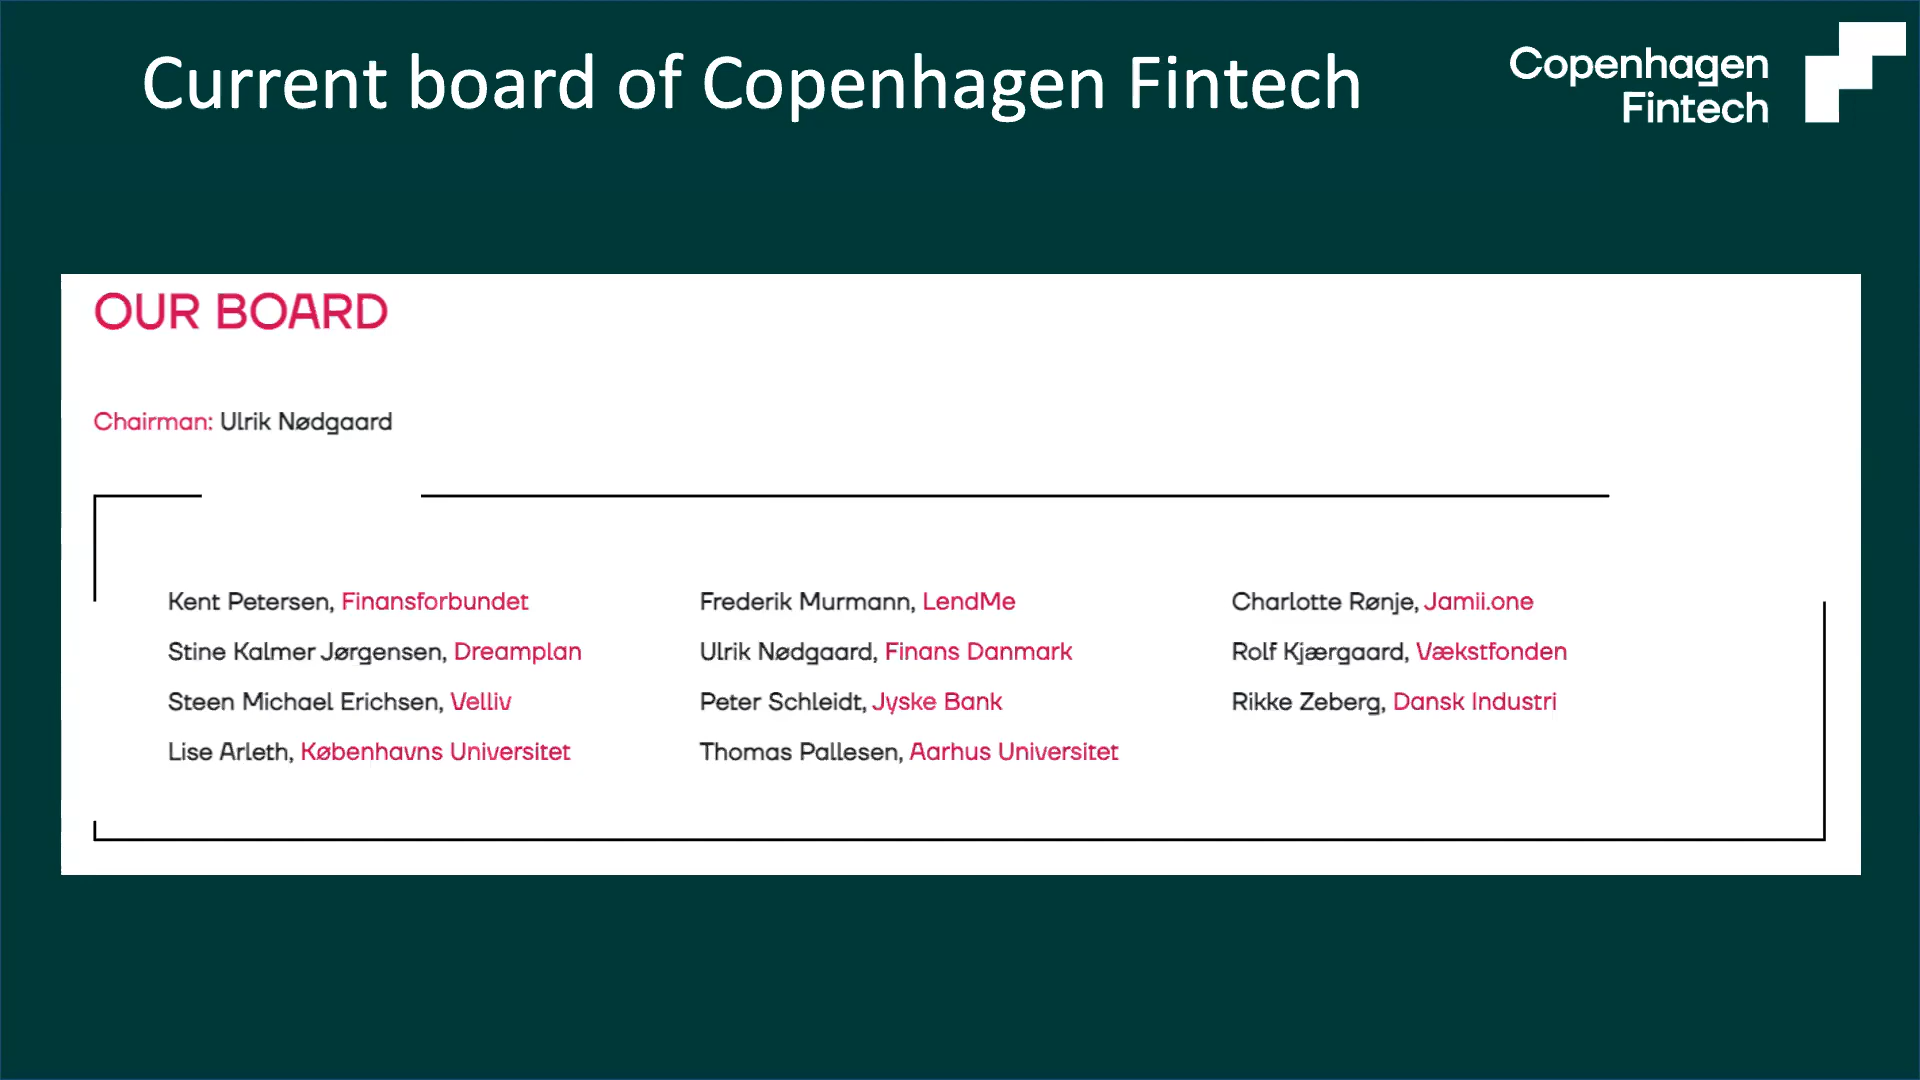 Current board of Copenhagen Fintech
Copenhagen
Fintech
OUR BOARD
Chairman: Ulrik Nødgaard
Kent Petersen, Finansforbundet
Stine Kalmer Jørgensen, Dreamplan
Steen Michael Erichsen, Velliv
Lise Arleth, Københavns Universitet
Frederik Murmann, LendMe
Ulrik Nødgaard, Finans Danmark
Peter Schleidt, Jyske Bank
Thomas Pallesen, Aarhus Universitet
Charlotte Rønje, Jamii.one
Rolf Kjærgaard, Vækstfonden
Rikke Zeberg, Dansk Industri